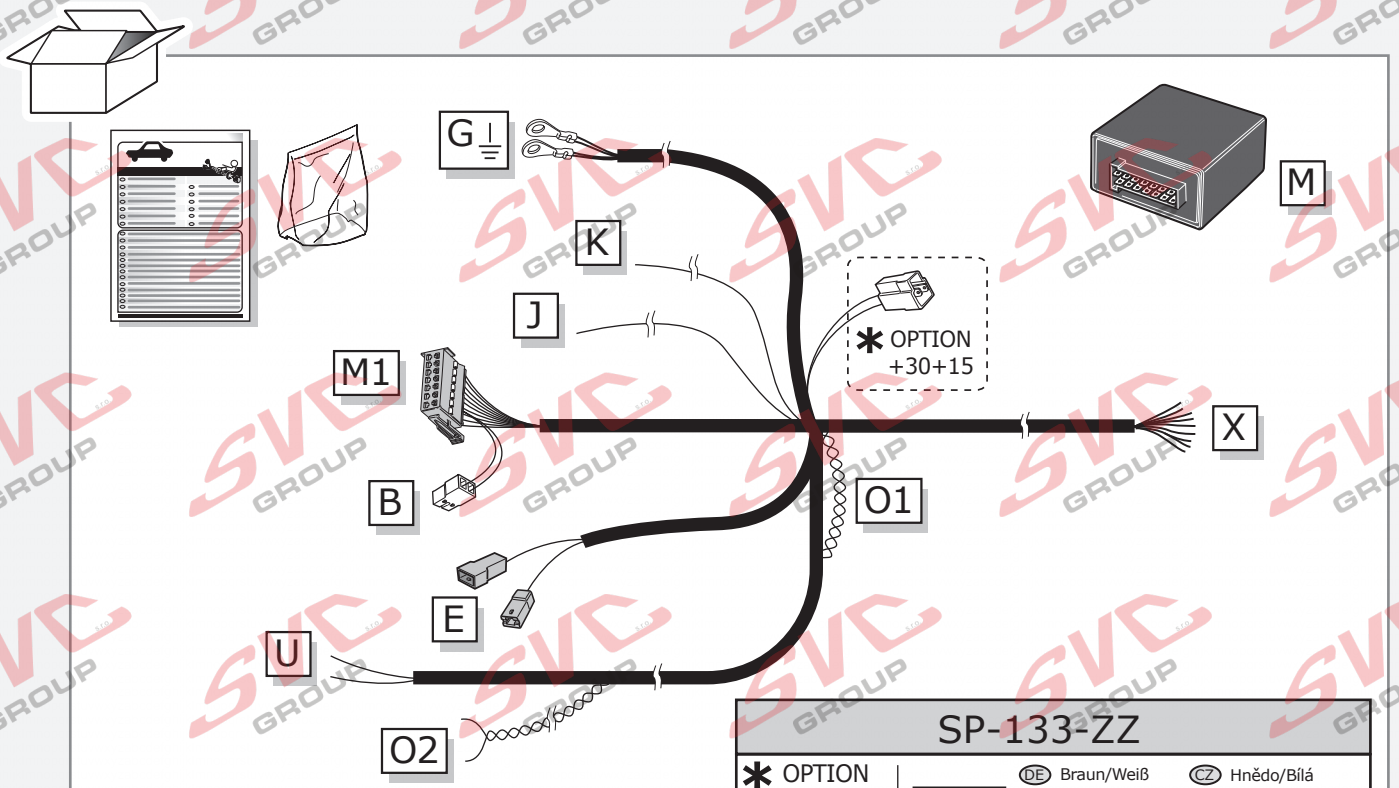 G
M
K
J
* OPTION
+30+15
M1
X
B
O1
E
U
O2
SP-133-ZZ
* OPTION
DE Braun/Weiß
CZ Hnědo/Bílá
SVC s.r.o.
GROUP